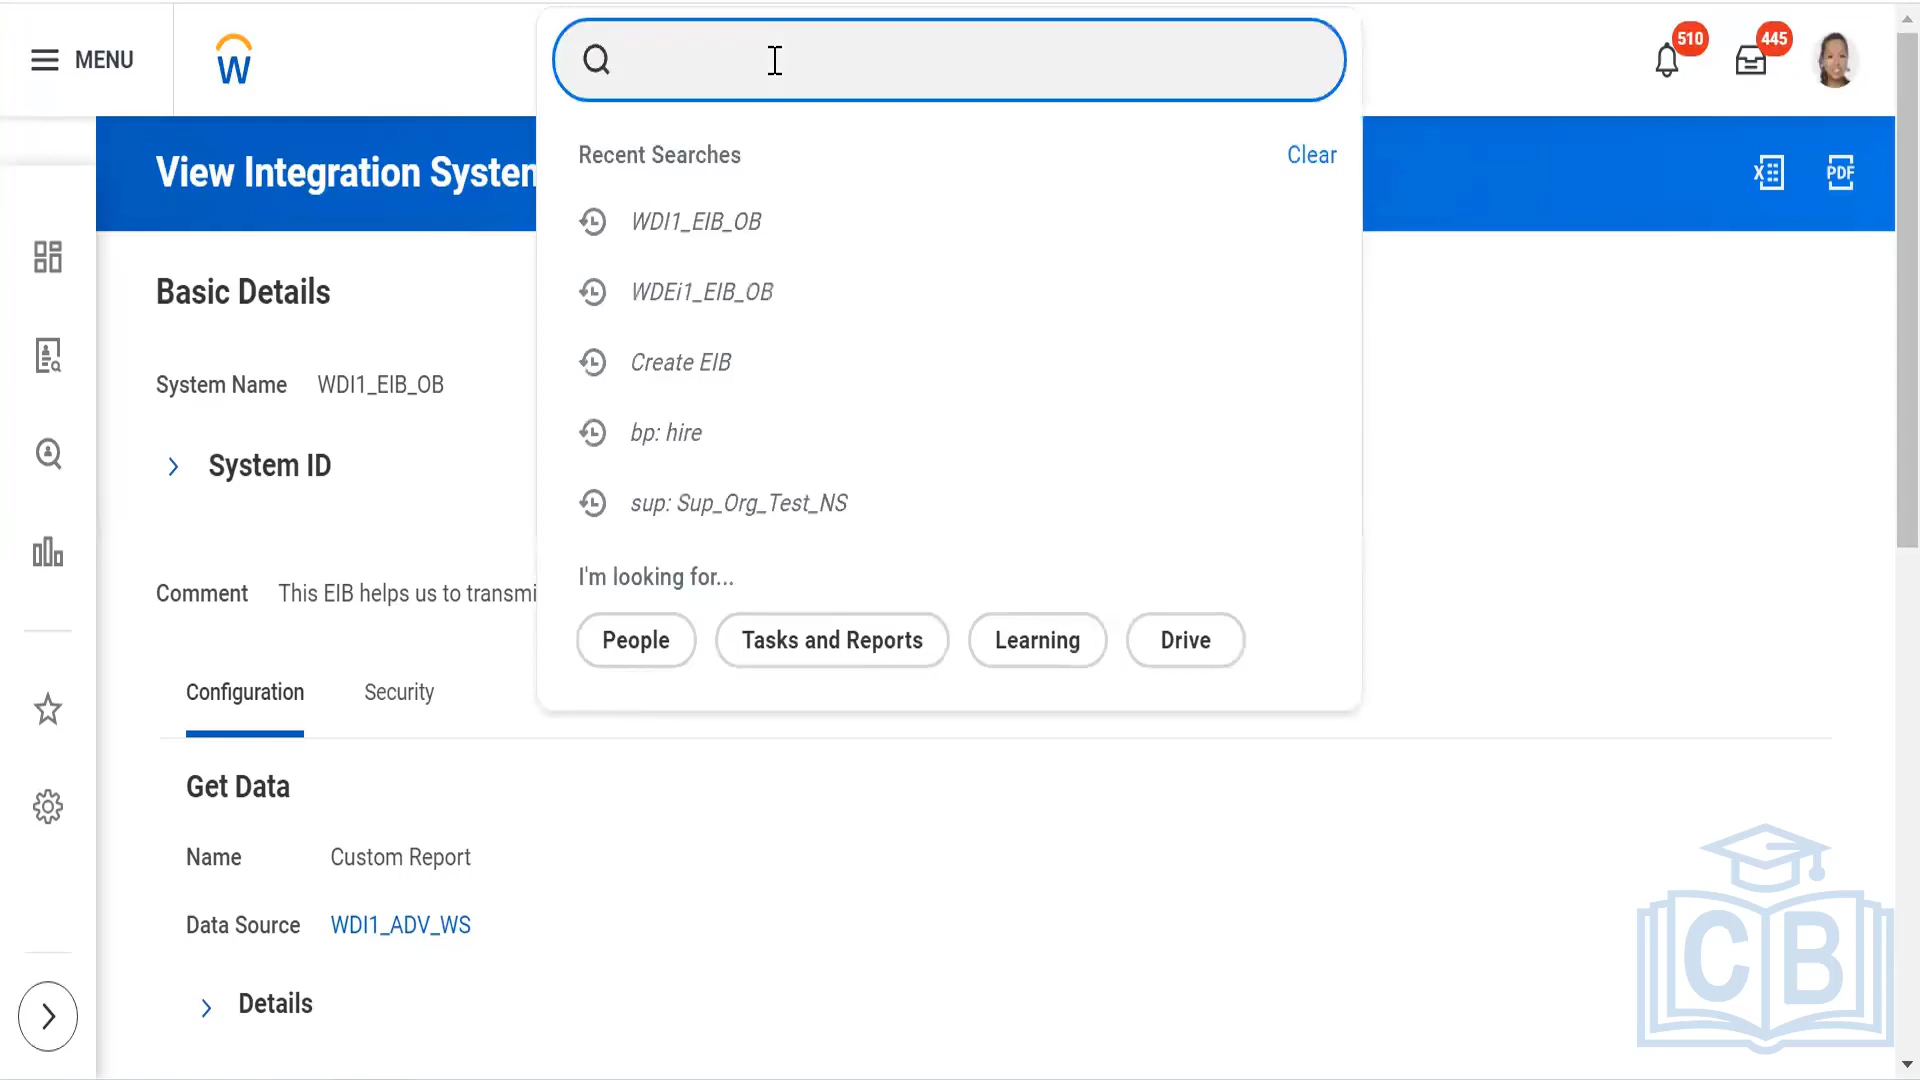 MENU
W
510
445
View Integration System
X
PDF
Recent Searches
Clear
WDI1_EIB_OB
WDEi1_EIB_OB
Create EIB
bp: hire
sup: Sup_Org_Test_NS
I'm looking for...
People
Tasks and Reports
Learning
Drive
Basic Details
System Name WDI1_EIB_OB
System ID
Comment This EIB helps us to transmi
Configuration
Security
Get Data
Name Custom Report
Data Source WDI1_ADV_WS
Details
CB